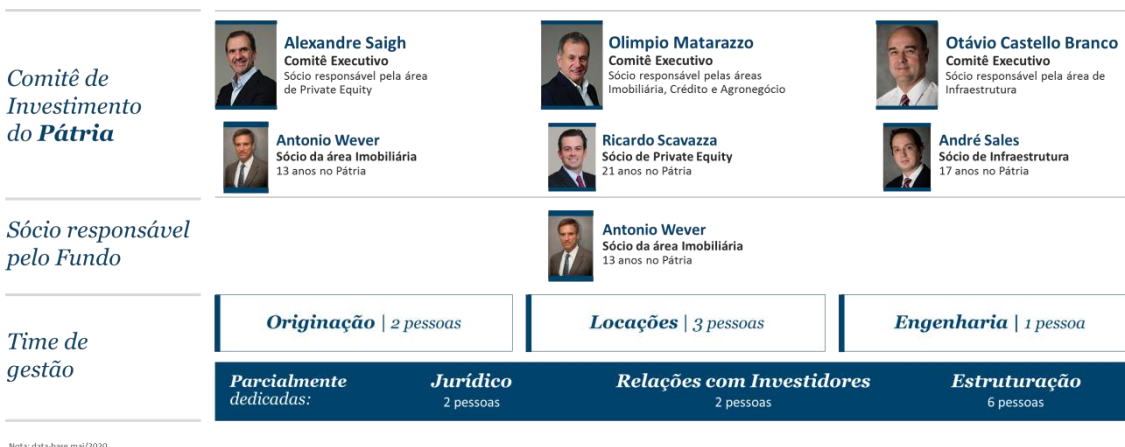 Comitê de
Investimento
do Pátria
Alexandre Saigh
Comitê Executivo
Sócio responsável pela área
de Private Equity
Olimpio Matarazzo
Comitê Executivo
Sócio responsável pelas áreas
Imobiliária, Crédito e Agronegócio
Otávio Castello Branco
Comitê Executivo
Sócio responsável pela área de
Infraestrutura
Antonio Wever
Sócio da área Imobiliária
13 anos no Pátria
Ricardo Scavazza
Sócio de Private Equity
21 anos no Pátria
André Sales
Sócio de Infraestrutura
17 anos no Pátria
Sócio responsável
pelo Fundo
Antonio Wever
Sócio da área Imobiliária
13 anos no Pátria
Time de
gestão
Originação | 2 pessoas
Locações | 3 pessoas
Engenharia | 1 pessoa
Parcialmente
dedicadas:
Jurídico
2 pessoas
Relações com Investidores
2 pessoas
Estruturação
6 pessoas
Nota: data-base mai/2020